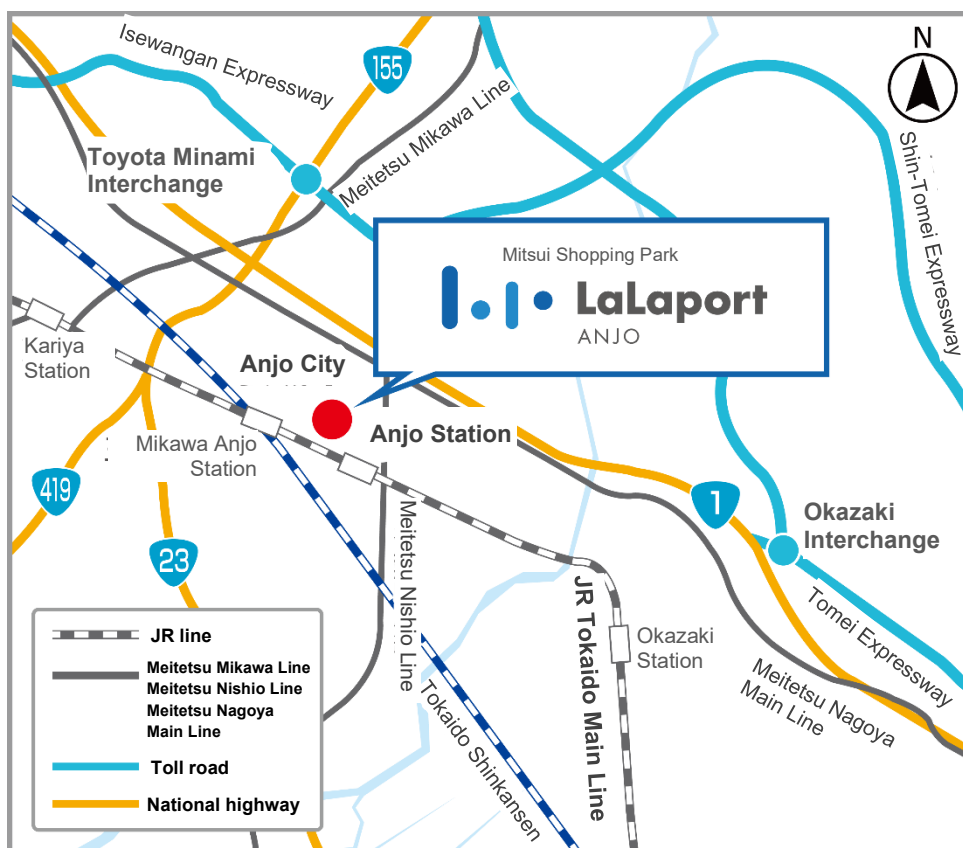 Isewangan Expressway
155
N
Toyota Minami
Interchange
Meitetsu Mikawa Line
Shin-Tomei Expressway
Mitsui Shopping Park
LaLaport
ANJO
Kariya
Station
Anjo City
Anjo Station
Mikawa Anjo
Station
419
23
1
Okazaki
Interchange
Meitetsu Nishio Line
JR Tokaido Main Line
Okazaki
Station
Tomei Expressway
Meitetsu Nagoya
Main Line
Tokaido Shinkansen
JR line
Meitetsu Mikawa Line
Meitetsu Nishio Line
Meitetsu Nagoya
Main Line
Toll road
National highway